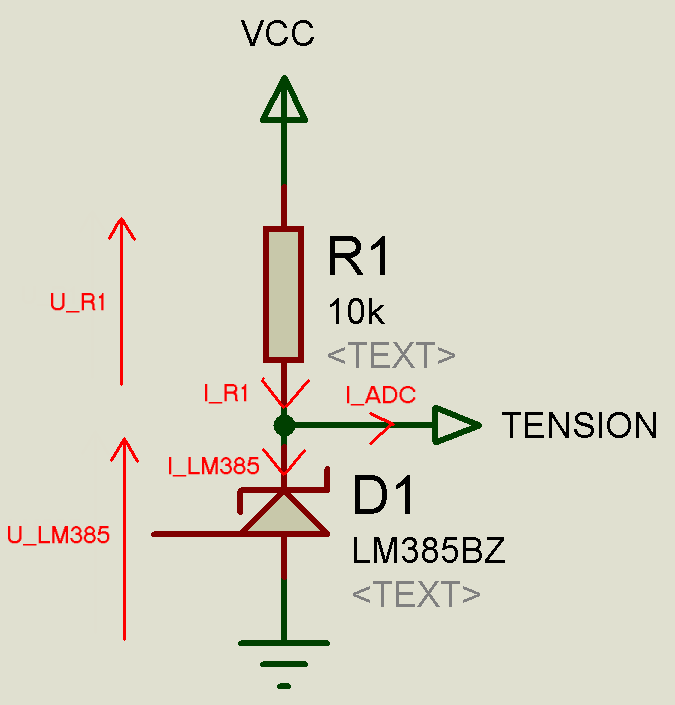 VCC
U_R1
R1
10k
<TEXT>
I_R1
I_ADC
TENSION
I_LM385
U_LM385
D1
LM385BZ
<TEXT>